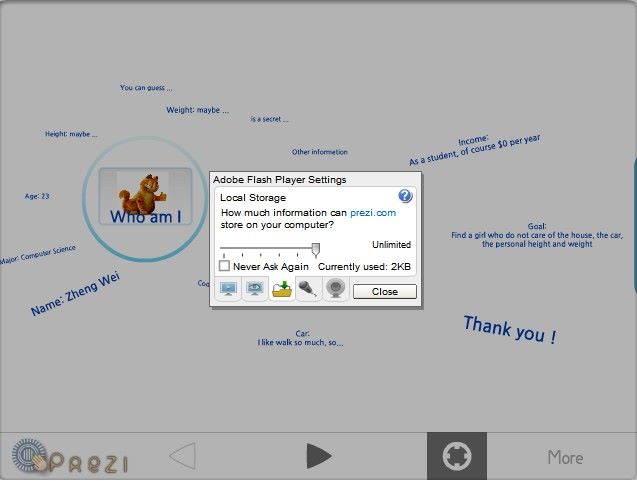 You can guess ...
Weight: maybe ...
is a secret ...
Height: maybe ...
Other information
Income:
As a student, of course $0 per year
Who am I
Age: 23
Major: Computer Science
Name: Zheng Wei
Adobe Flash Player Settings
Local Storage
?
How much information can prezi.com
store on your computer?
Unlimited
Never Ask Again
Currently used: 2KB
Close
Goal:
Find a girl who do not care of the house, the car,
the personal height and weight
Car:
I like walk so much, so...
Thank you !
PREZI
More